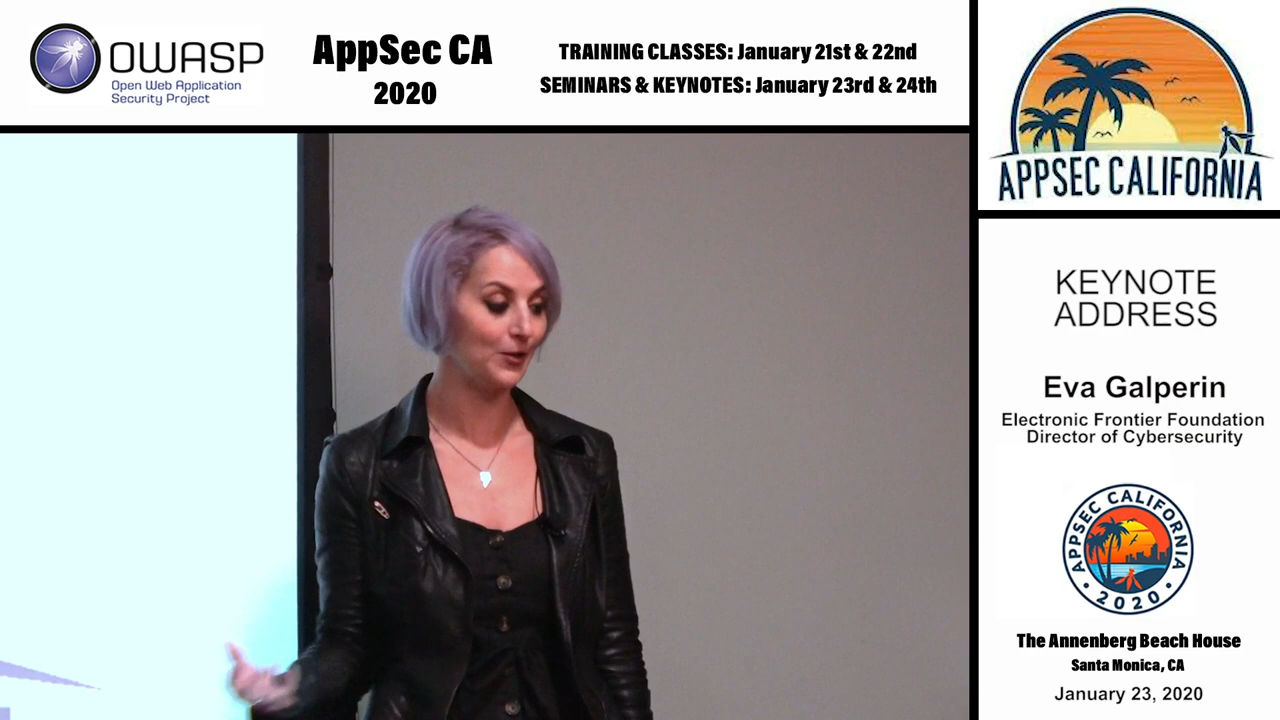 OWASP
Open Web Application
Security Project
AppSec CA
2020
TRAINING CLASSES: January 21st & 22nd
SEMINARS & KEYNOTES: January 23rd & 24th
APPSEC CALIFORNIA
KEYNOTE
ADDRESS
Eva Galperin
Electronic Frontier Foundation
Director of Cybersecurity
APPSEC CALIFORNIA
• 2020 •
The Annenberg Beach House
Santa Monica, CA
January 23, 2020